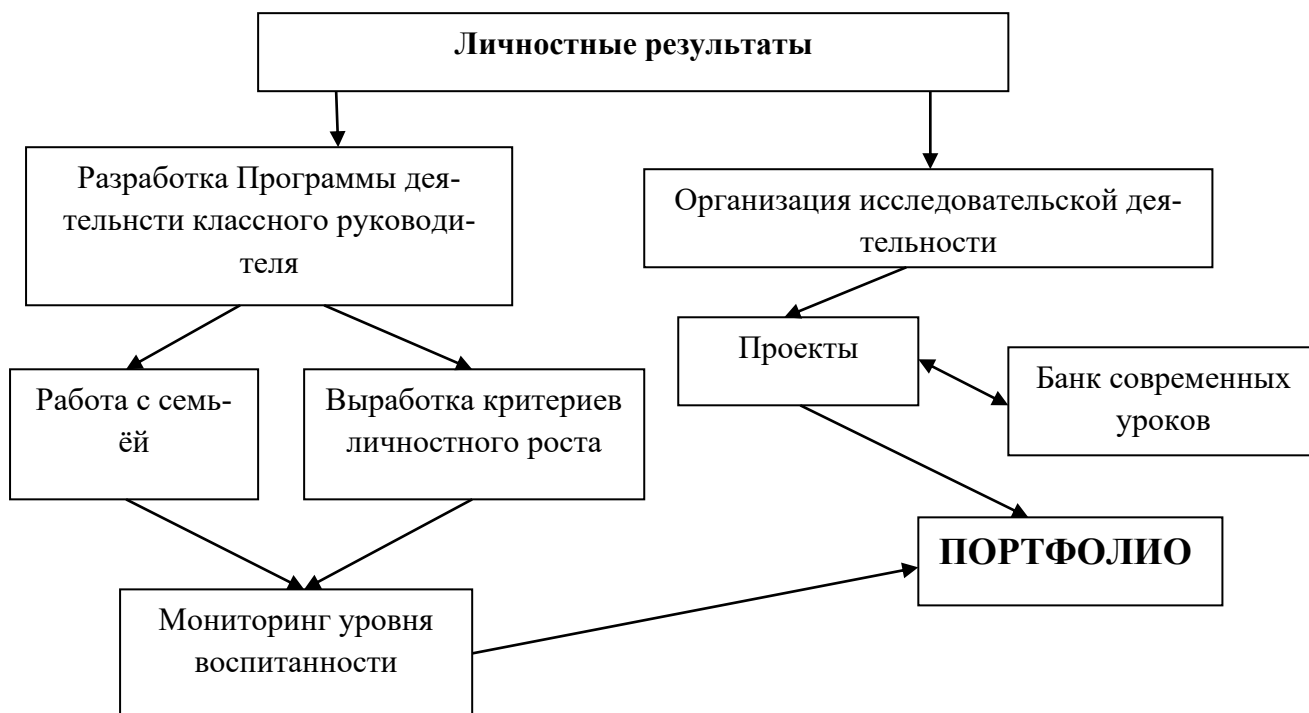 Личностные результаты
Разработка Программы дея-
тельнсти классного руководи-
теля
Организация исследовательской дея-
тельности
Проекты
Банк современных
уроков
Работа с семь-
ёй
Выработка критериев
личностного роста
ПОРТФОЛИО
Мониторинг уровня
воспитанности